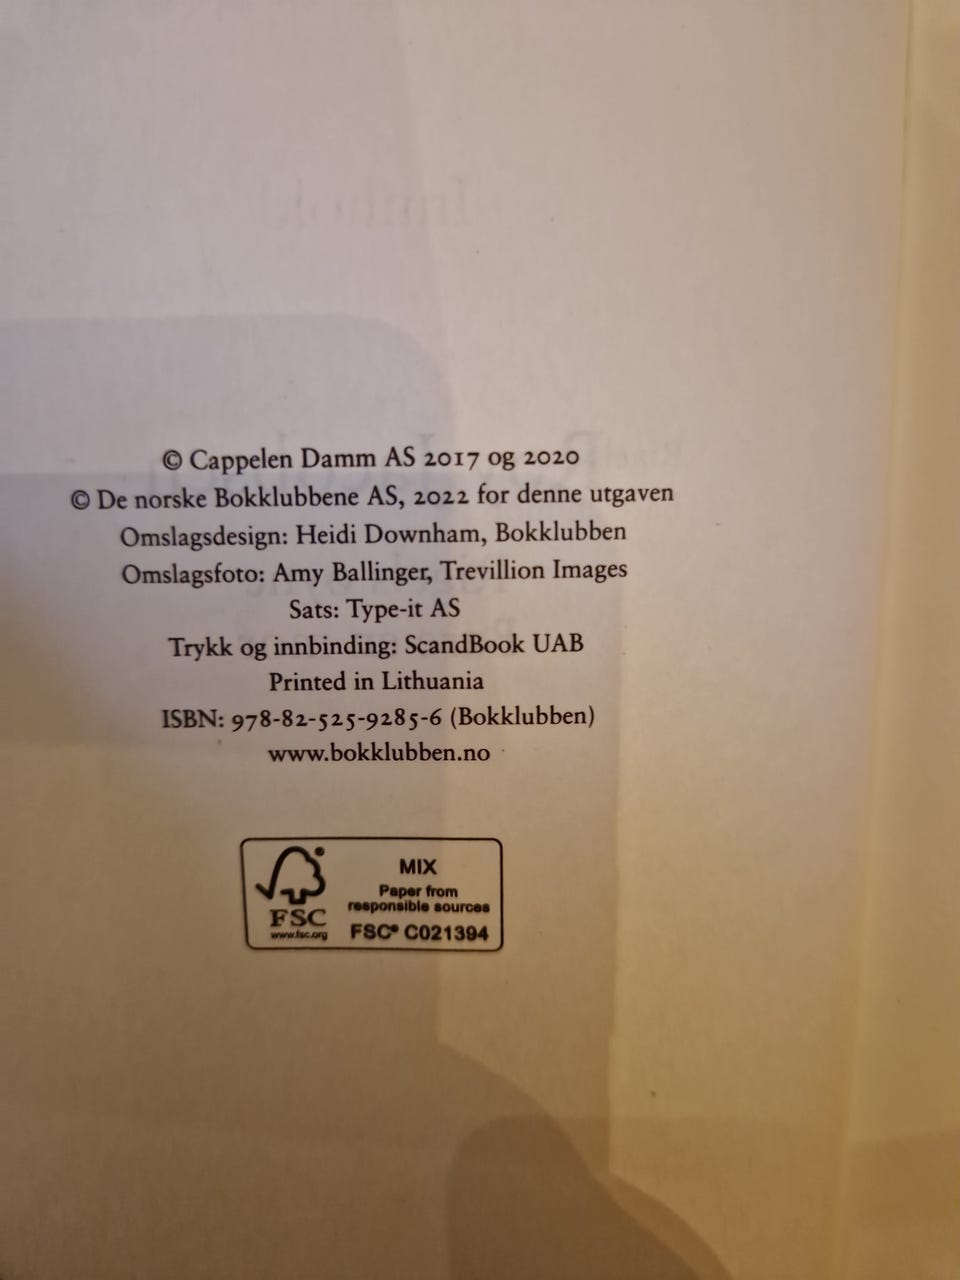 © Cappelen Damm AS 2017 og 2020
© De norske Bokklubbene AS, 2022 for denne utgaven
Omslagsdesign: Heidi Downham, Bokklubben
Omslagsfoto: Amy Ballinger, Trevillion Images
Sats: Type-it AS
Trykk og innbinding: ScandBook UAB
Printed in Lithuania
ISBN: 978-82-525-9285-6 (Bokklubben)
www.bokklubben.no
FSC
www.fsc.org
MIX
Paper from
responsible sources
FSC® C021394